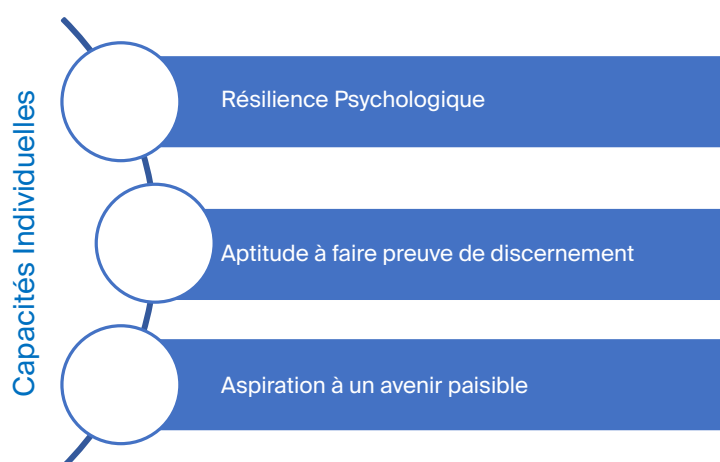 Capacités Individuelles
Résilience Psychologique
Aptitude à faire preuve de discernement
Aspiration à un avenir paisible